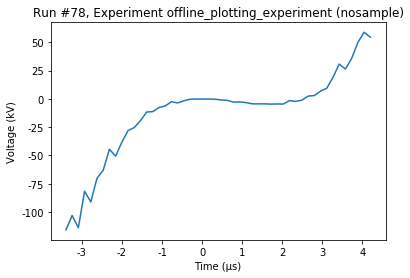 Run #78, Experiment offline_plotting_experiment (nosample)
50
25
0
-25
-50
-75
-100
Voltage (kV)
-3 -2 -1 0 1 2 3 4
Time (µs)